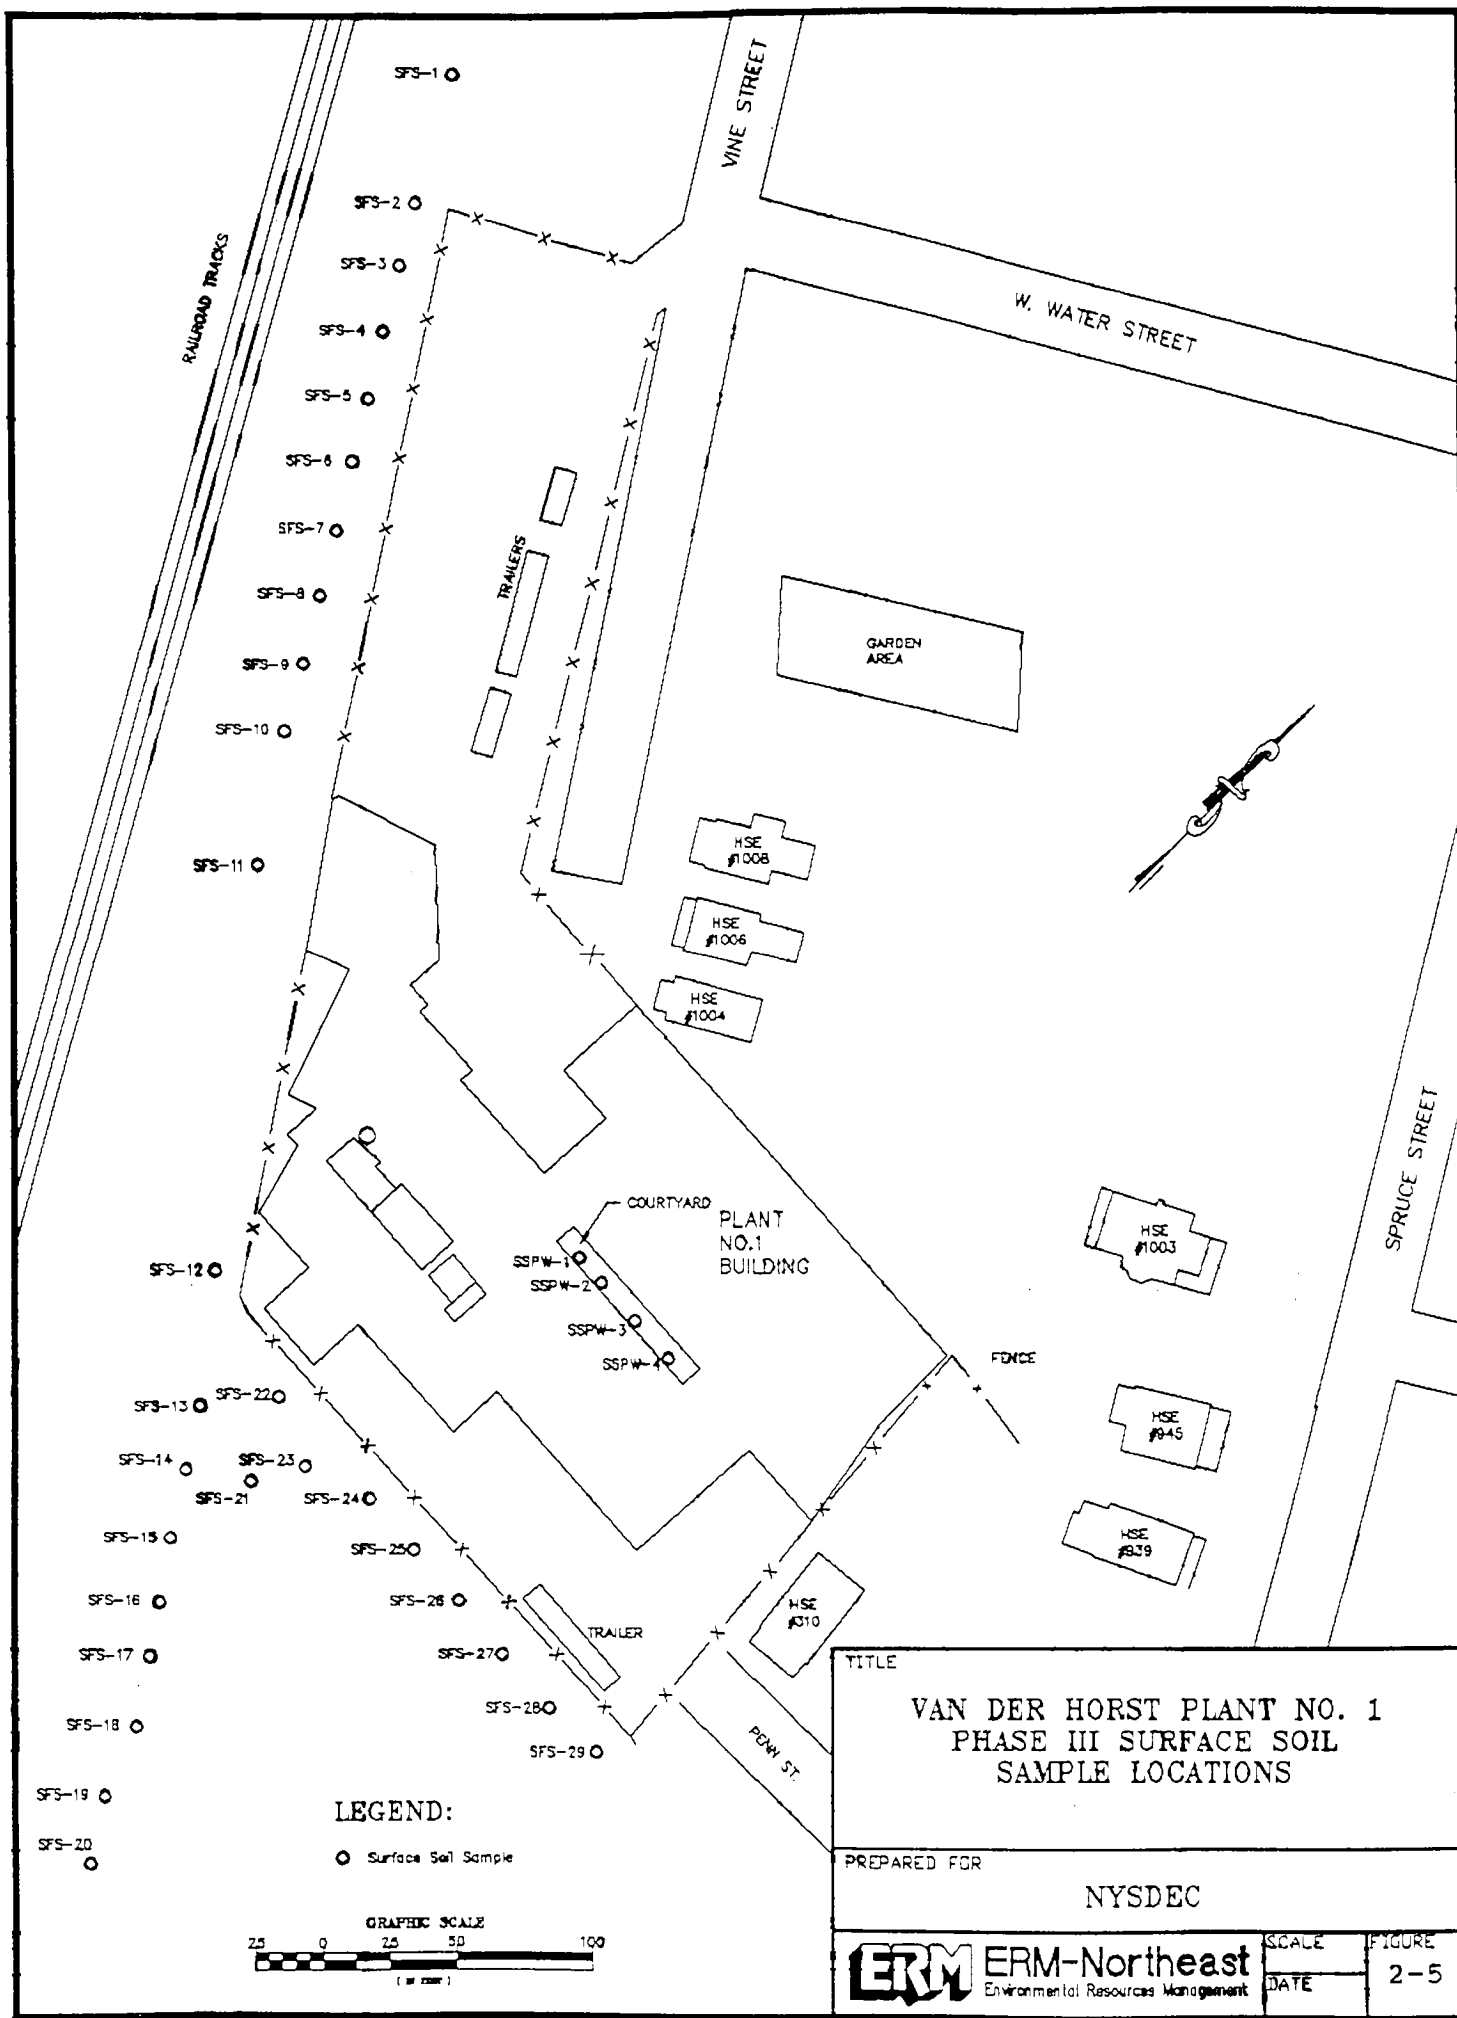 SFS-1
VINE STREET
SFS-2
SFS-3
RAILROAD TRACKS
W. WATER STREET
SFS-4
SFS-5
SFS-6
SFS-7
TRAILERS
SFS-8
GARDEN
AREA
SFS-9
SFS-10
HSE
#1008
SFS-11
HSE
#1006
HSE
#1004
SPRUCE STREET
COURTYARD
PLANT
NO.1
BUILDING
HSE
#1003
SFS-12
SSPW-1
SSPW-2
SSPW-3
SSPW-4
FENCE
SFS-13
SFS-22
HSE
#945
SFS-14
SFS-23
SFS-21
SFS-24
SFS-15
SFS-25
HSE
#939
SFS-16
SFS-26
HSE
#310
TRAILER
SFS-17
SFS-27
SFS-18
SFS-28
SFS-29
PENN ST.
SFS-19
SFS-20
LEGEND:
Surface Soil Sample
GRAPHIC SCALE
25 0 25 50 100
( IN FEET )
TITLE
VAN DER HORST PLANT NO. 1
PHASE III SURFACE SOIL
SAMPLE LOCATIONS
PREPARED FOR
NYSDEC
ERM
ERM-Northeast
Environmental Resources Management
SCALE
DATE
FIGURE
2-5